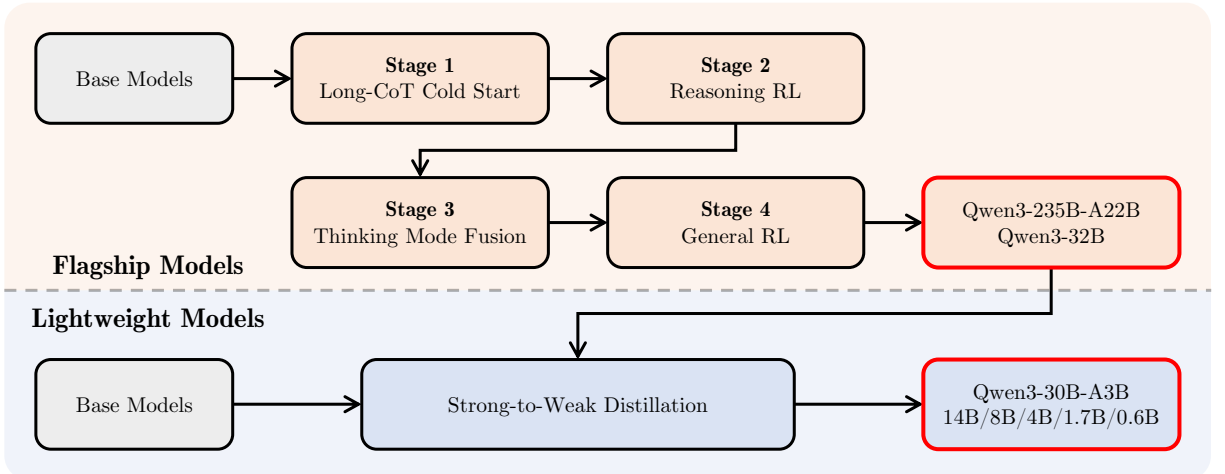 Base Models
Stage 1
Long-CoT Cold Start
Stage 2
Reasoning RL
Stage 3
Thinking Mode Fusion
Stage 4
General RL
Qwen3-235B-A22B
Qwen3-32B
Flagship Models
Lightweight Models
Base Models
Strong-to-Weak Distillation
Qwen3-30B-A3B
14B/8B/4B/1.7B/0.6B